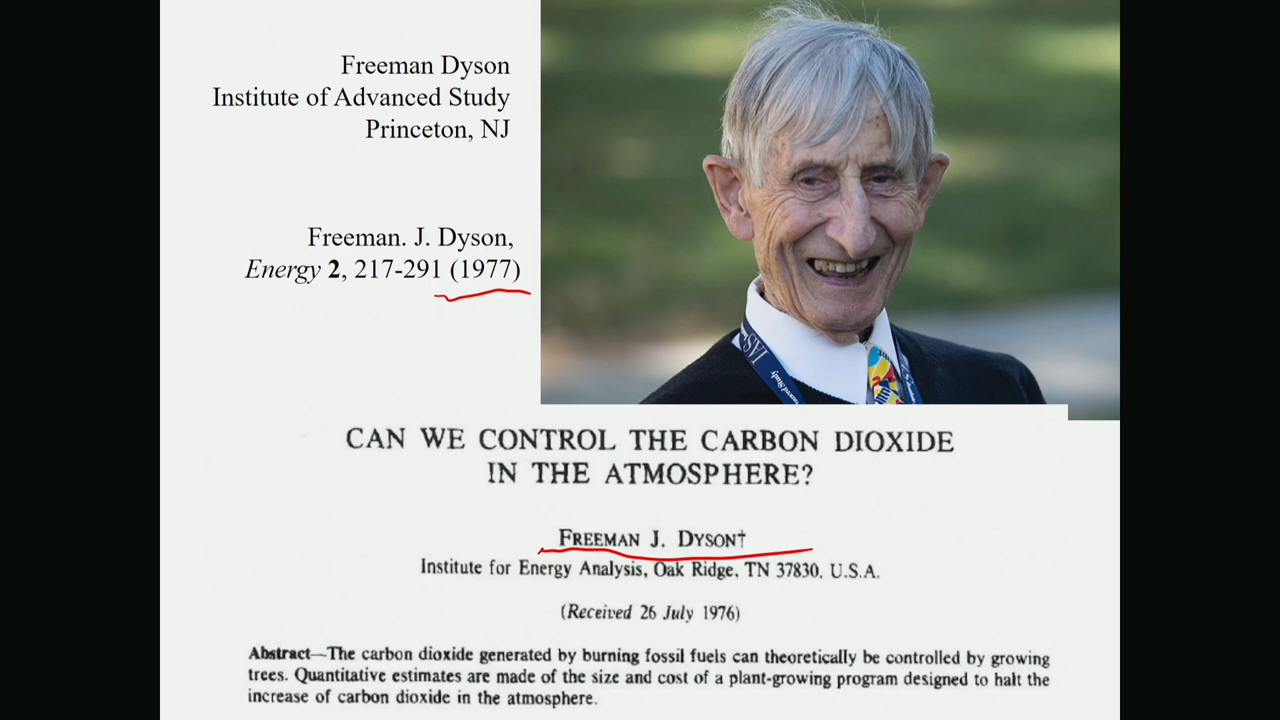 Freeman Dyson
Institute of Advanced Study
Princeton, NJ
Freeman. J. Dyson,
Energy 2, 217-291 (1977)
IAS
CAN WE CONTROL THE CARBON DIOXIDE
IN THE ATMOSPHERE?
FREEMAN J. DYSON†
Institute for Energy Analysis, Oak Ridge, TN 37830, U.S.A.
(Received 26 July 1976)
Abstract—The carbon dioxide generated by burning fossil fuels can theoretically be controlled by growing
trees. Quantitative estimates are made of the size and cost of a plant-growing program designed to halt the
increase of carbon dioxide in the atmosphere.